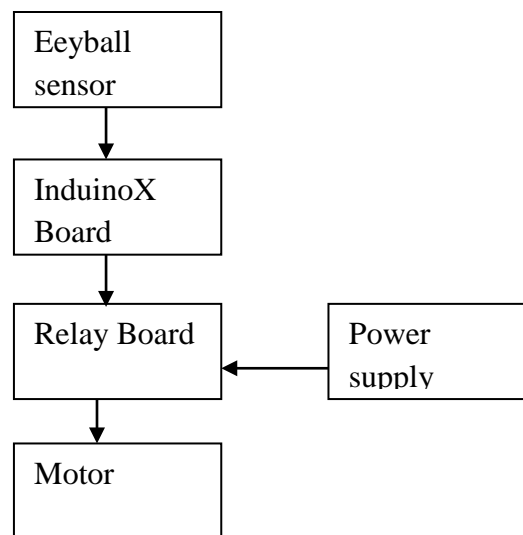 Eeyball
sensor
InduinoX
Board
Relay Board
Power
supply
Motor